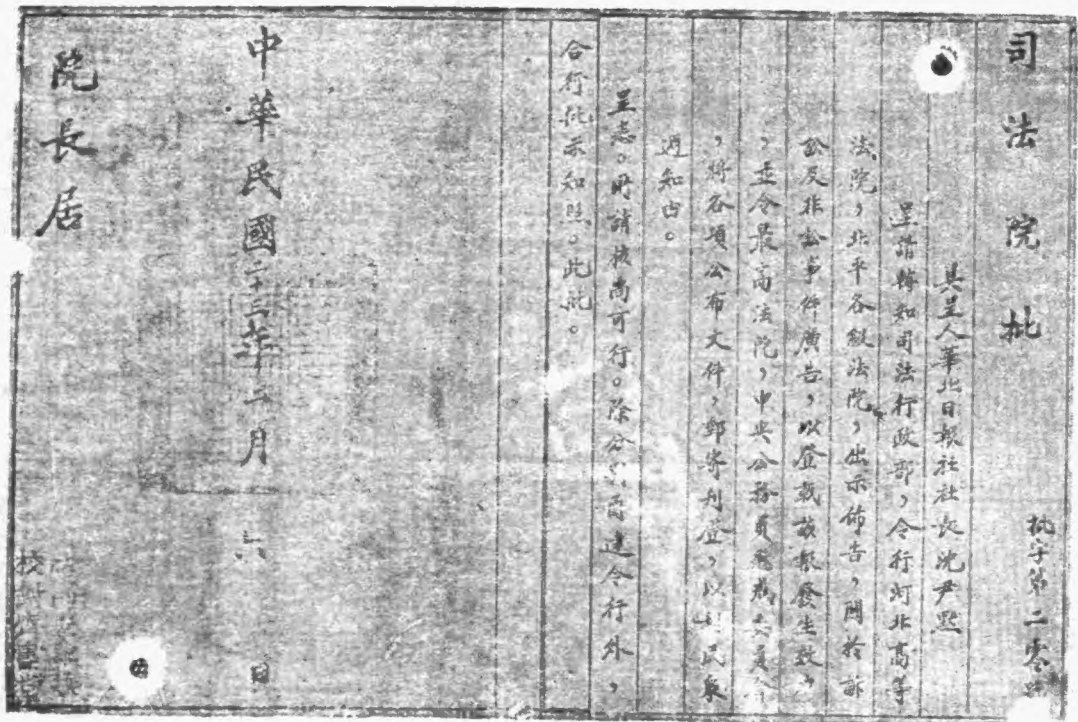 司法院批
批字第二零號
具呈人華北日報社社長沈尹默
呈請轉知司法行政部，令行河北高等
法院，北平各級法院，出示佈告，關於訴
訟及非訟事件廣告，以登載該報發生效力
，並令最高法院，中央公務員懲戒委員會
，將各項公布文件，郵寄刊登，以利民衆
週知由。
呈悉。所請核尚可行。除分別函達令行外，
合行批示知照。此批。
中華民國二十三年二月六日
院長居
校對